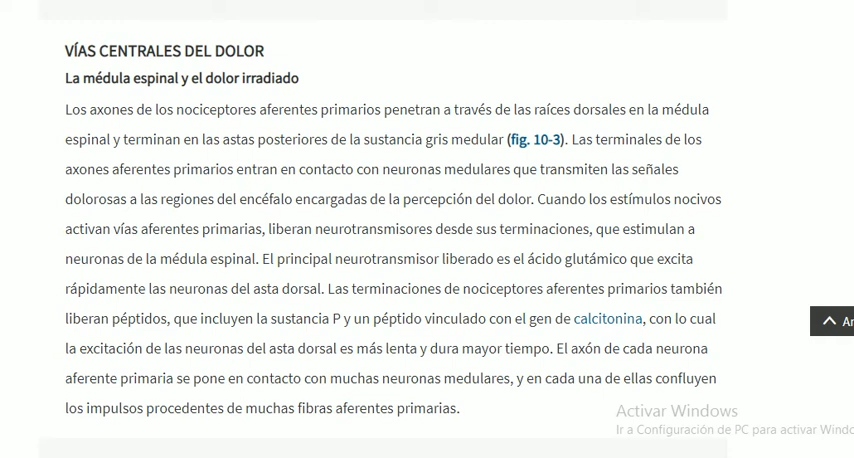 VÍAS CENTRALES DEL DOLOR
La médula espinal y el dolor irradiado
Los axones de los nociceptores aferentes primarios penetran a través de las raíces dorsales en la médula
espinal y terminan en las astas posteriores de la sustancia gris medular (fig. 10-3). Las terminales de los
axones aferentes primarios entran en contacto con neuronas medulares que transmiten las señales
dolorosas a las regiones del encéfalo encargadas de la percepción del dolor. Cuando los estímulos nocivos
activan vías aferentes primarias, liberan neurotransmisores desde sus terminaciones, que estimulan a
neuronas de la médula espinal. El principal neurotransmisor liberado es el ácido glutámico que excita
rápidamente las neuronas del asta dorsal. Las terminaciones de nociceptores aferentes primarios también
liberan péptidos, que incluyen la sustancia P y un péptido vinculado con el gen de calcitonina, con lo cual
la excitación de las neuronas del asta dorsal es más lenta y dura mayor tiempo. El axón de cada neurona
aferente primaria se pone en contacto con muchas neuronas medulares, y en cada una de ellas confluyen
los impulsos procedentes de muchas fibras aferentes primarias.
Activar Windows
Ir a Configuración de PC para activar